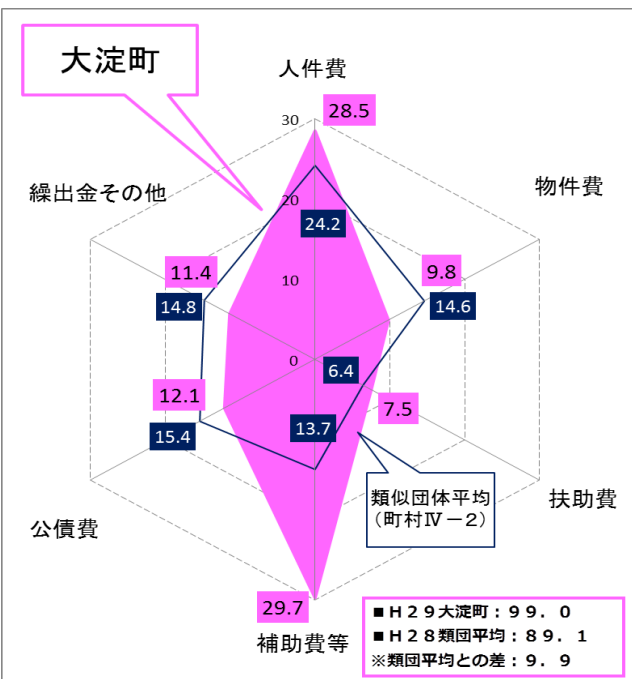 大淀町
人件費
30
28.5
物件費
繰出金その他
20
24.2
11.4
10
9.8
14.8
14.6
0
6.4
12.1
7.5
15.4
13.7
類似団体平均
(町村Ⅳ－2)
扶助費
公債費
29.7
補助費等
■Ｈ２９大淀町：９９．０
■Ｈ２８類団平均：８９．１
※類団平均との差：９．９